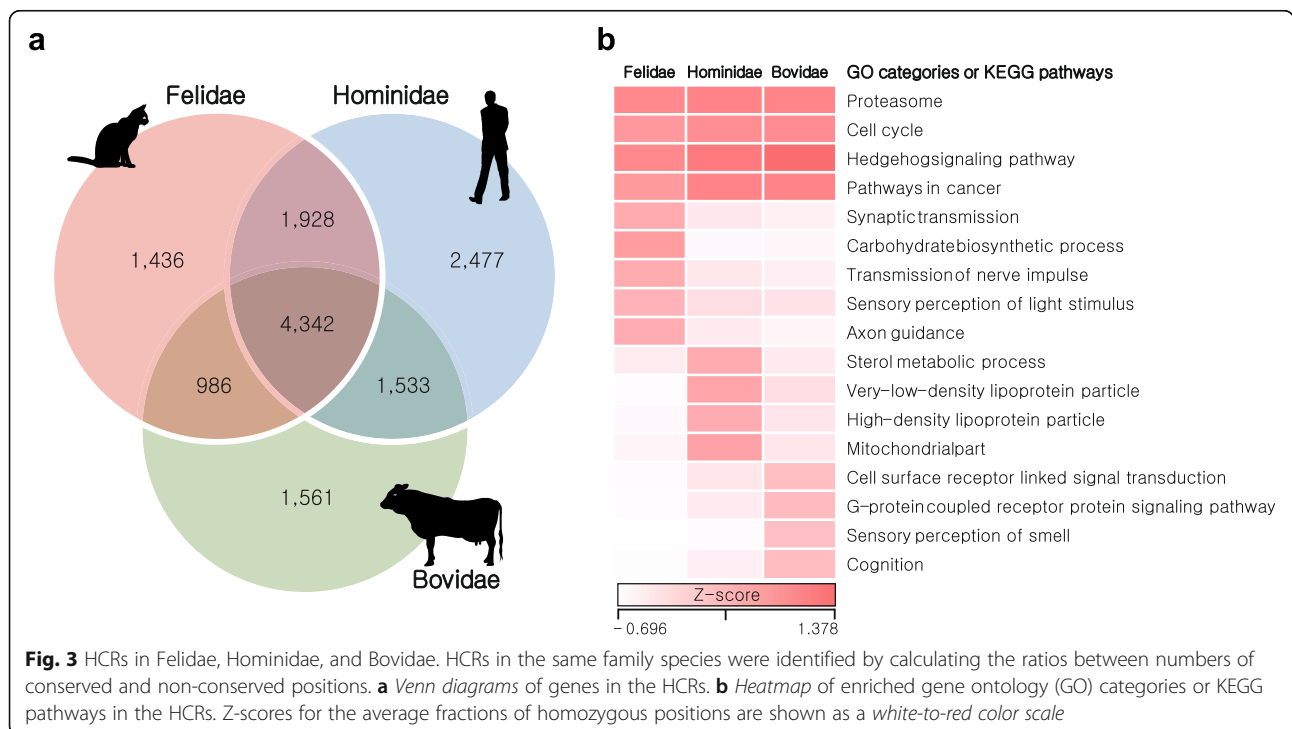 a
Felidae
Hominidae
1,928
1,436
2,477
4,342
986
1,533
1,561
Bovidae
b
Felidae Hominidae Bovidae GO categories or KEGG pathways
Proteasome
Cell cycle
Hedgehogsignaling pathway
Pathways in cancer
Synaptictransmission
Carbohydratebiosynthetic process
Transmissionof nerve impulse
Sensory perception of light stimulus
Axon guidance
Sterol metabolic process
Very-low-density lipoprotein particle
High-density lipoprotein particle
Mitochondrialpart
Cell surface receptor linked signal transduction
G-proteincoupled receptor protein signaling pathway
Sensory perception of smell
Cognition
Z-score
-0.696 1.378
Fig. 3 HCRs in Felidae, Hominidae, and Bovidae. HCRs in the same family species were identified by calculating the ratios between numbers of
conserved and non-conserved positions. a Venn diagrams of genes in the HCRs. b Heatmap of enriched gene ontology (GO) categories or KEGG
pathways in the HCRs. Z-scores for the average fractions of homozygous positions are shown as a white-to-red color scale